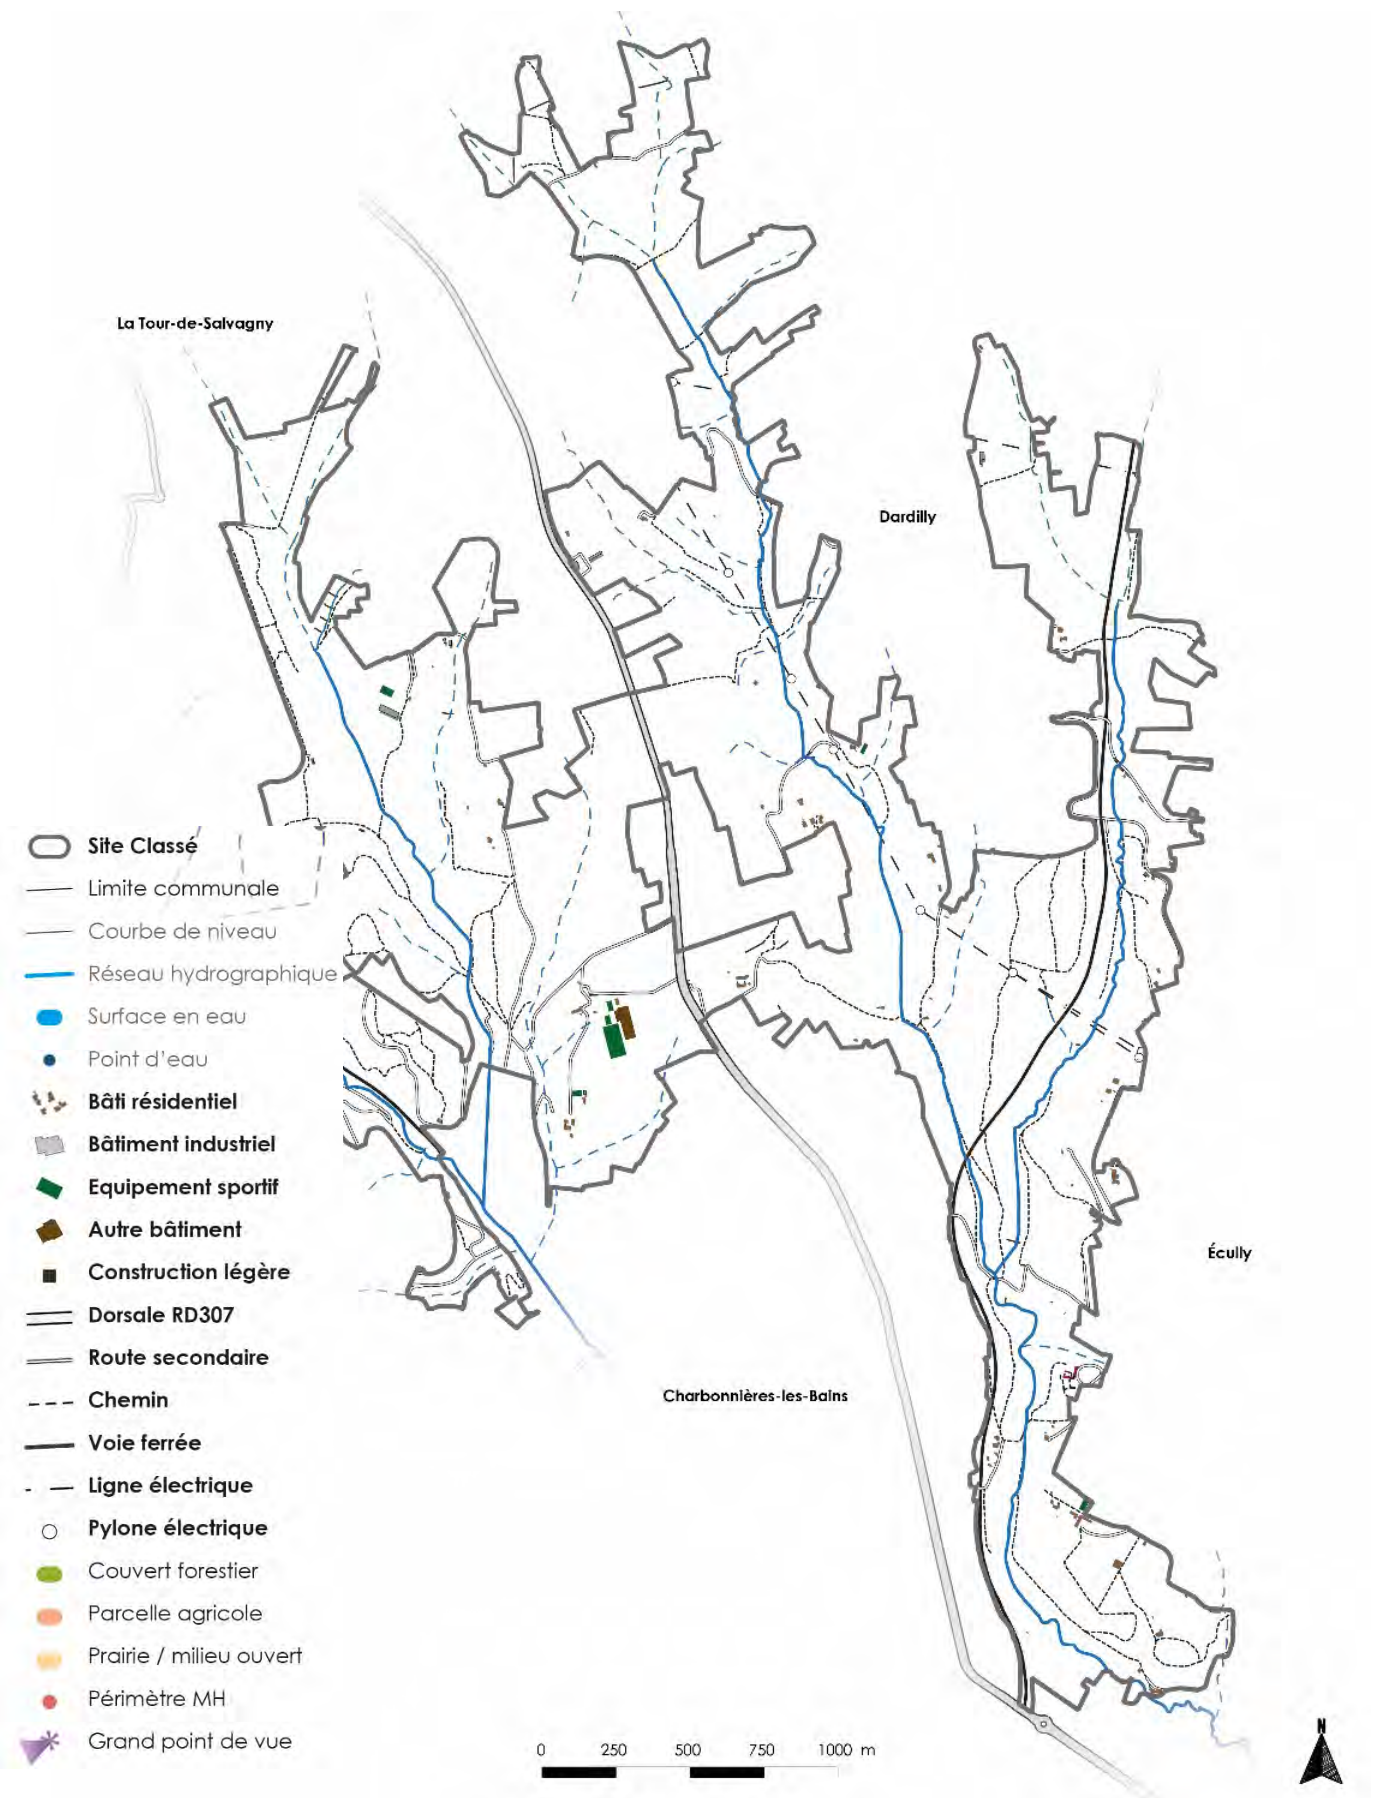 La Tour-de-Salvagny
Dardilly
Site Classé
Limite communale
Courbe de niveau
Réseau hydrographique
Surface en eau
Point d'eau
Bâti résidentiel
Bâtiment industriel
Equipement sportif
Autre bâtiment
Construction légère
Dorsale RD307
Route secondaire
Chemin
Voie ferrée
Ligne électrique
Pylone électrique
Couvert forestier
Parcelle agricole
Prairie / milieu ouvert
Périmètre MH
Grand point de vue
Écully
Charbonnières-les-Bains
0 250 500 750 1000 m
N